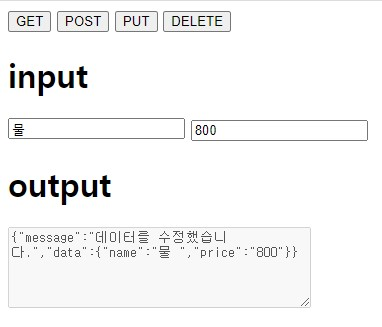 GET POST PUT DELETE
input
물 800
output
{"message":"데이터를 수정했습니
다.","data":{"name":"물 ","price":"800"}}